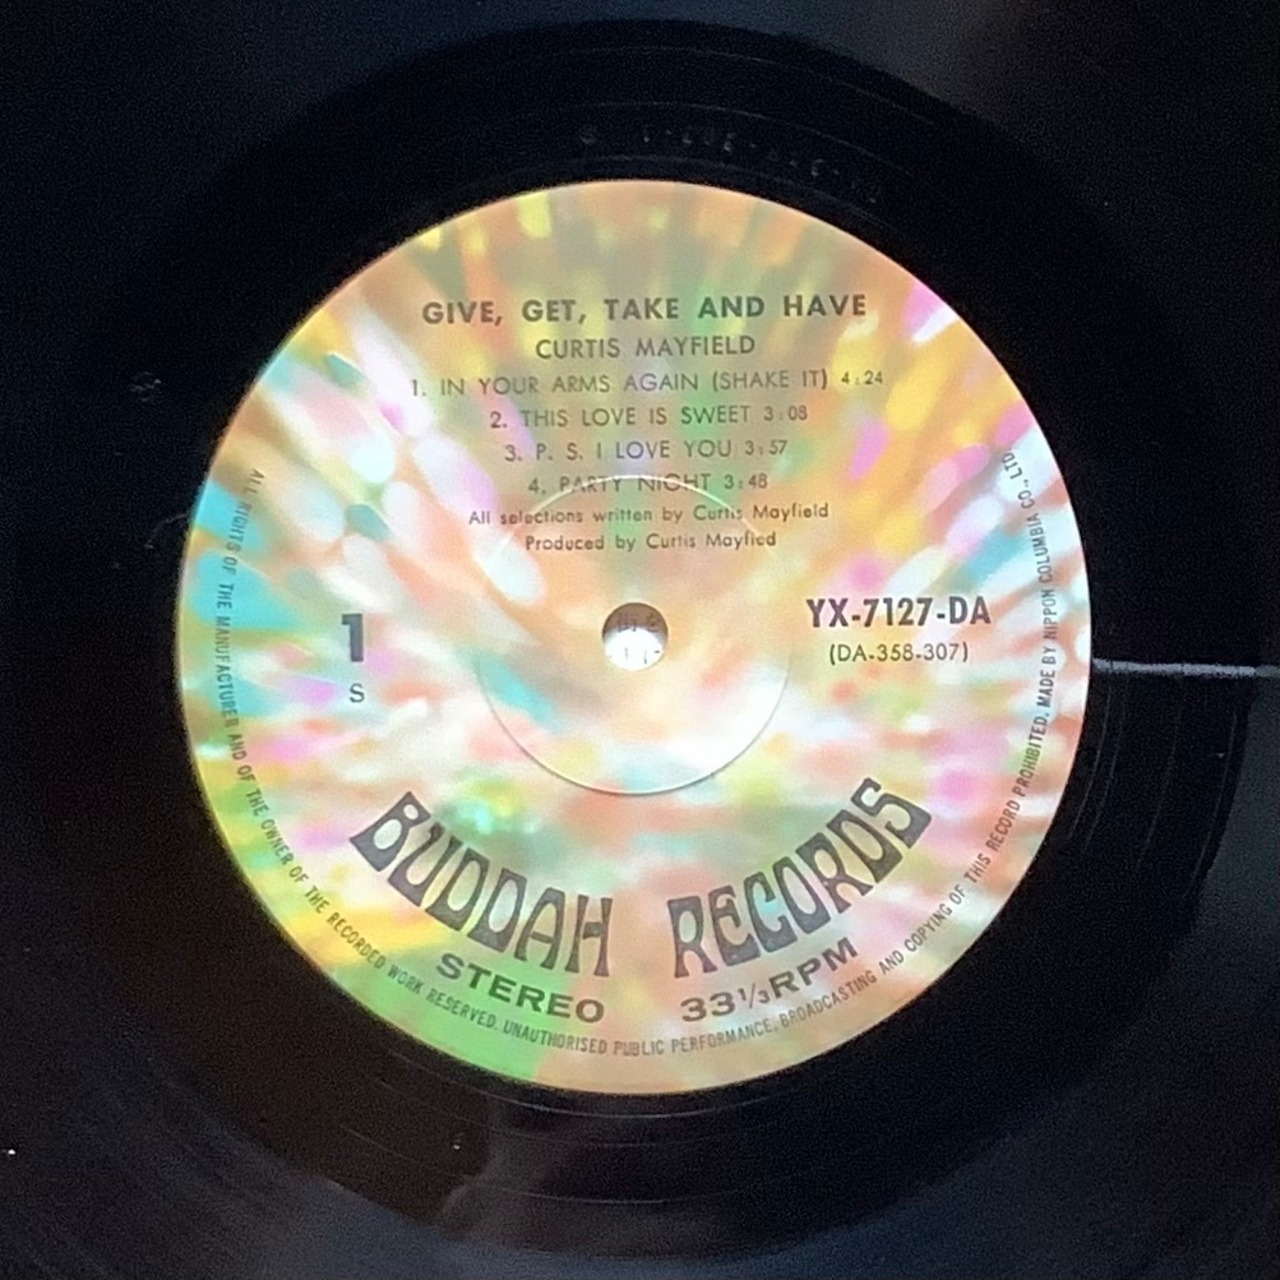 GIVE, GET, TAKE AND HAVE
CURTIS MAYFIELD
1. IN YOUR ARMS AGAIN (SHAKE IT) 4:24
2. THIS LOVE IS SWEET 3:08
3. P. S. I LOVE YOU 3:57
4. PARTY NIGHT 3:48
All selections written by Curtis Mayfield
Produced by Curtis Mayfied
1
S
YX-7127-DA
(DA-358-307)
BUDDAH RECORDS
STEREO 33⅓RPM
ALL RIGHTS OF THE MANUFACTURER AND OF THE OWNER OF THE RECORDED WORK RESERVED. UNAUTHORISED PUBLIC PERFORMANCE, BROADCASTING AND COPYING OF THIS RECORD PROHIBITED. MADE BY NIPPON COLUMBIA CO., LTD.